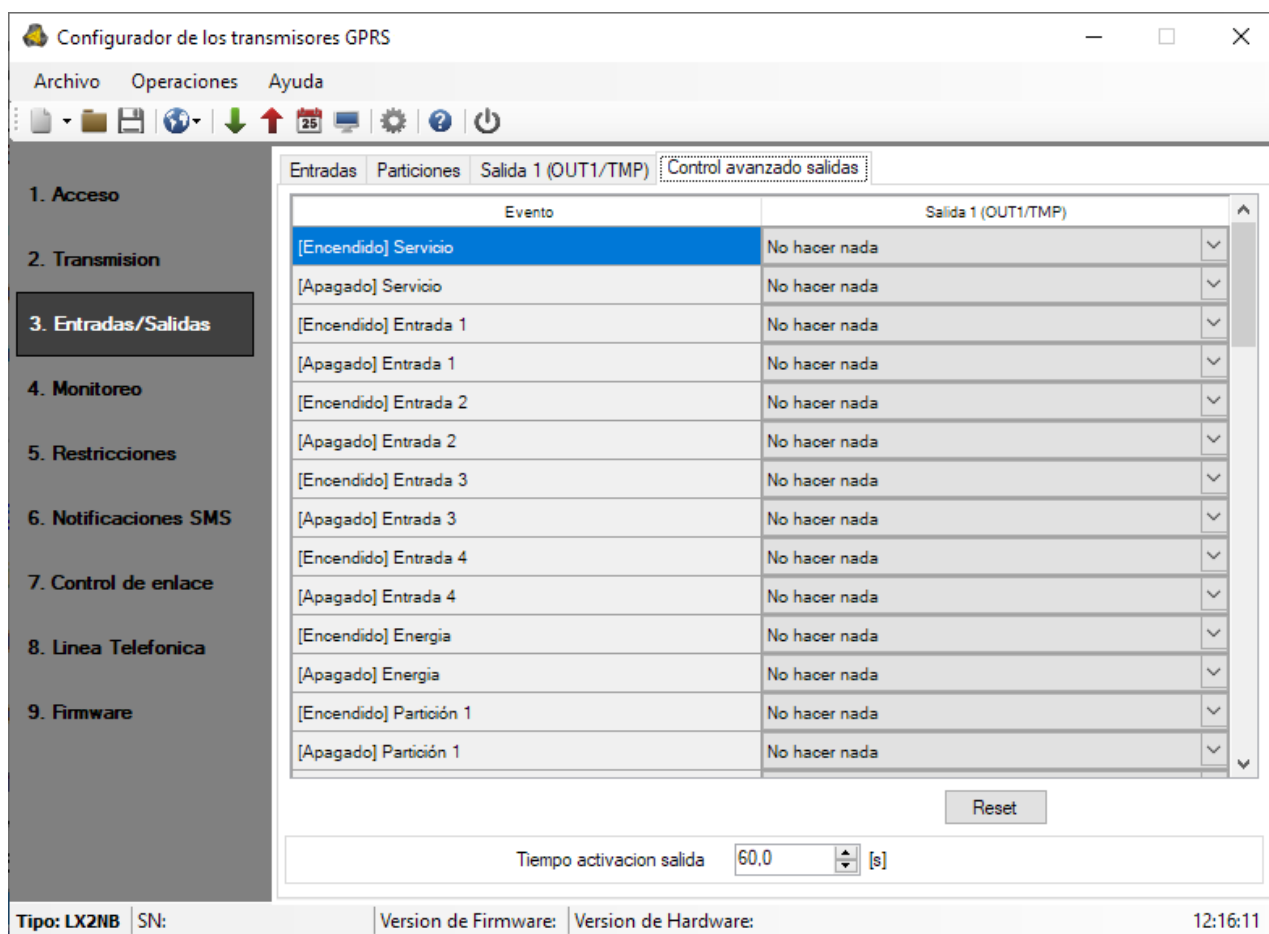 Configurador de los transmisores GPRS
Archivo Operaciones Ayuda
25
1. Acceso
2. Transmision
3. Entradas/Salidas
4. Monitoreo
5. Restricciones
6. Notificaciones SMS
7. Control de enlace
8. Linea Telefonica
9. Firmware
Entradas Particiones Salida 1 (OUT1/TMP) Control avanzado salidas
Evento Salida 1 (OUT1/TMP)
[Encendido] Servicio No hacer nada
[Apagado] Servicio No hacer nada
[Encendido] Entrada 1 No hacer nada
[Apagado] Entrada 1 No hacer nada
[Encendido] Entrada 2 No hacer nada
[Apagado] Entrada 2 No hacer nada
[Encendido] Entrada 3 No hacer nada
[Apagado] Entrada 3 No hacer nada
[Encendido] Entrada 4 No hacer nada
[Apagado] Entrada 4 No hacer nada
[Encendido] Energia No hacer nada
[Apagado] Energia No hacer nada
[Encendido] Partición 1 No hacer nada
[Apagado] Partición 1 No hacer nada
Reset
Tiempo activacion salida 60,0 [s]
Tipo: LX2NB SN: Version de Firmware: Version de Hardware: 12:16:11